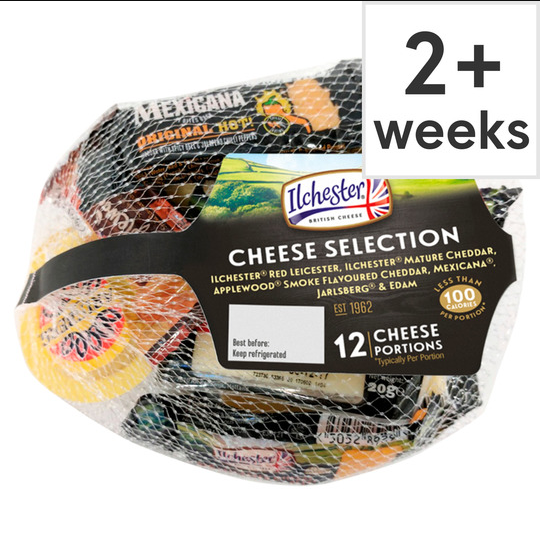 2+
weeks
MEXICANA
ORIGINAL HOT!
Ilchester®
BRITISH CHEESE
CHEESE SELECTION
ILCHESTER® RED LEICESTER, ILCHESTER® MATURE CHEDDAR,
APPLEWOOD® SMOKE FLAVOURED CHEDDAR, MEXICANA®,
JARLSBERG® & EDAM
EST 1962
LESS THAN
100
CALORIES
PER PORTION*
Best before:
Keep refrigerated
12 CHEESE
PORTIONS
*Typically Per Portion
20g
Ilchester